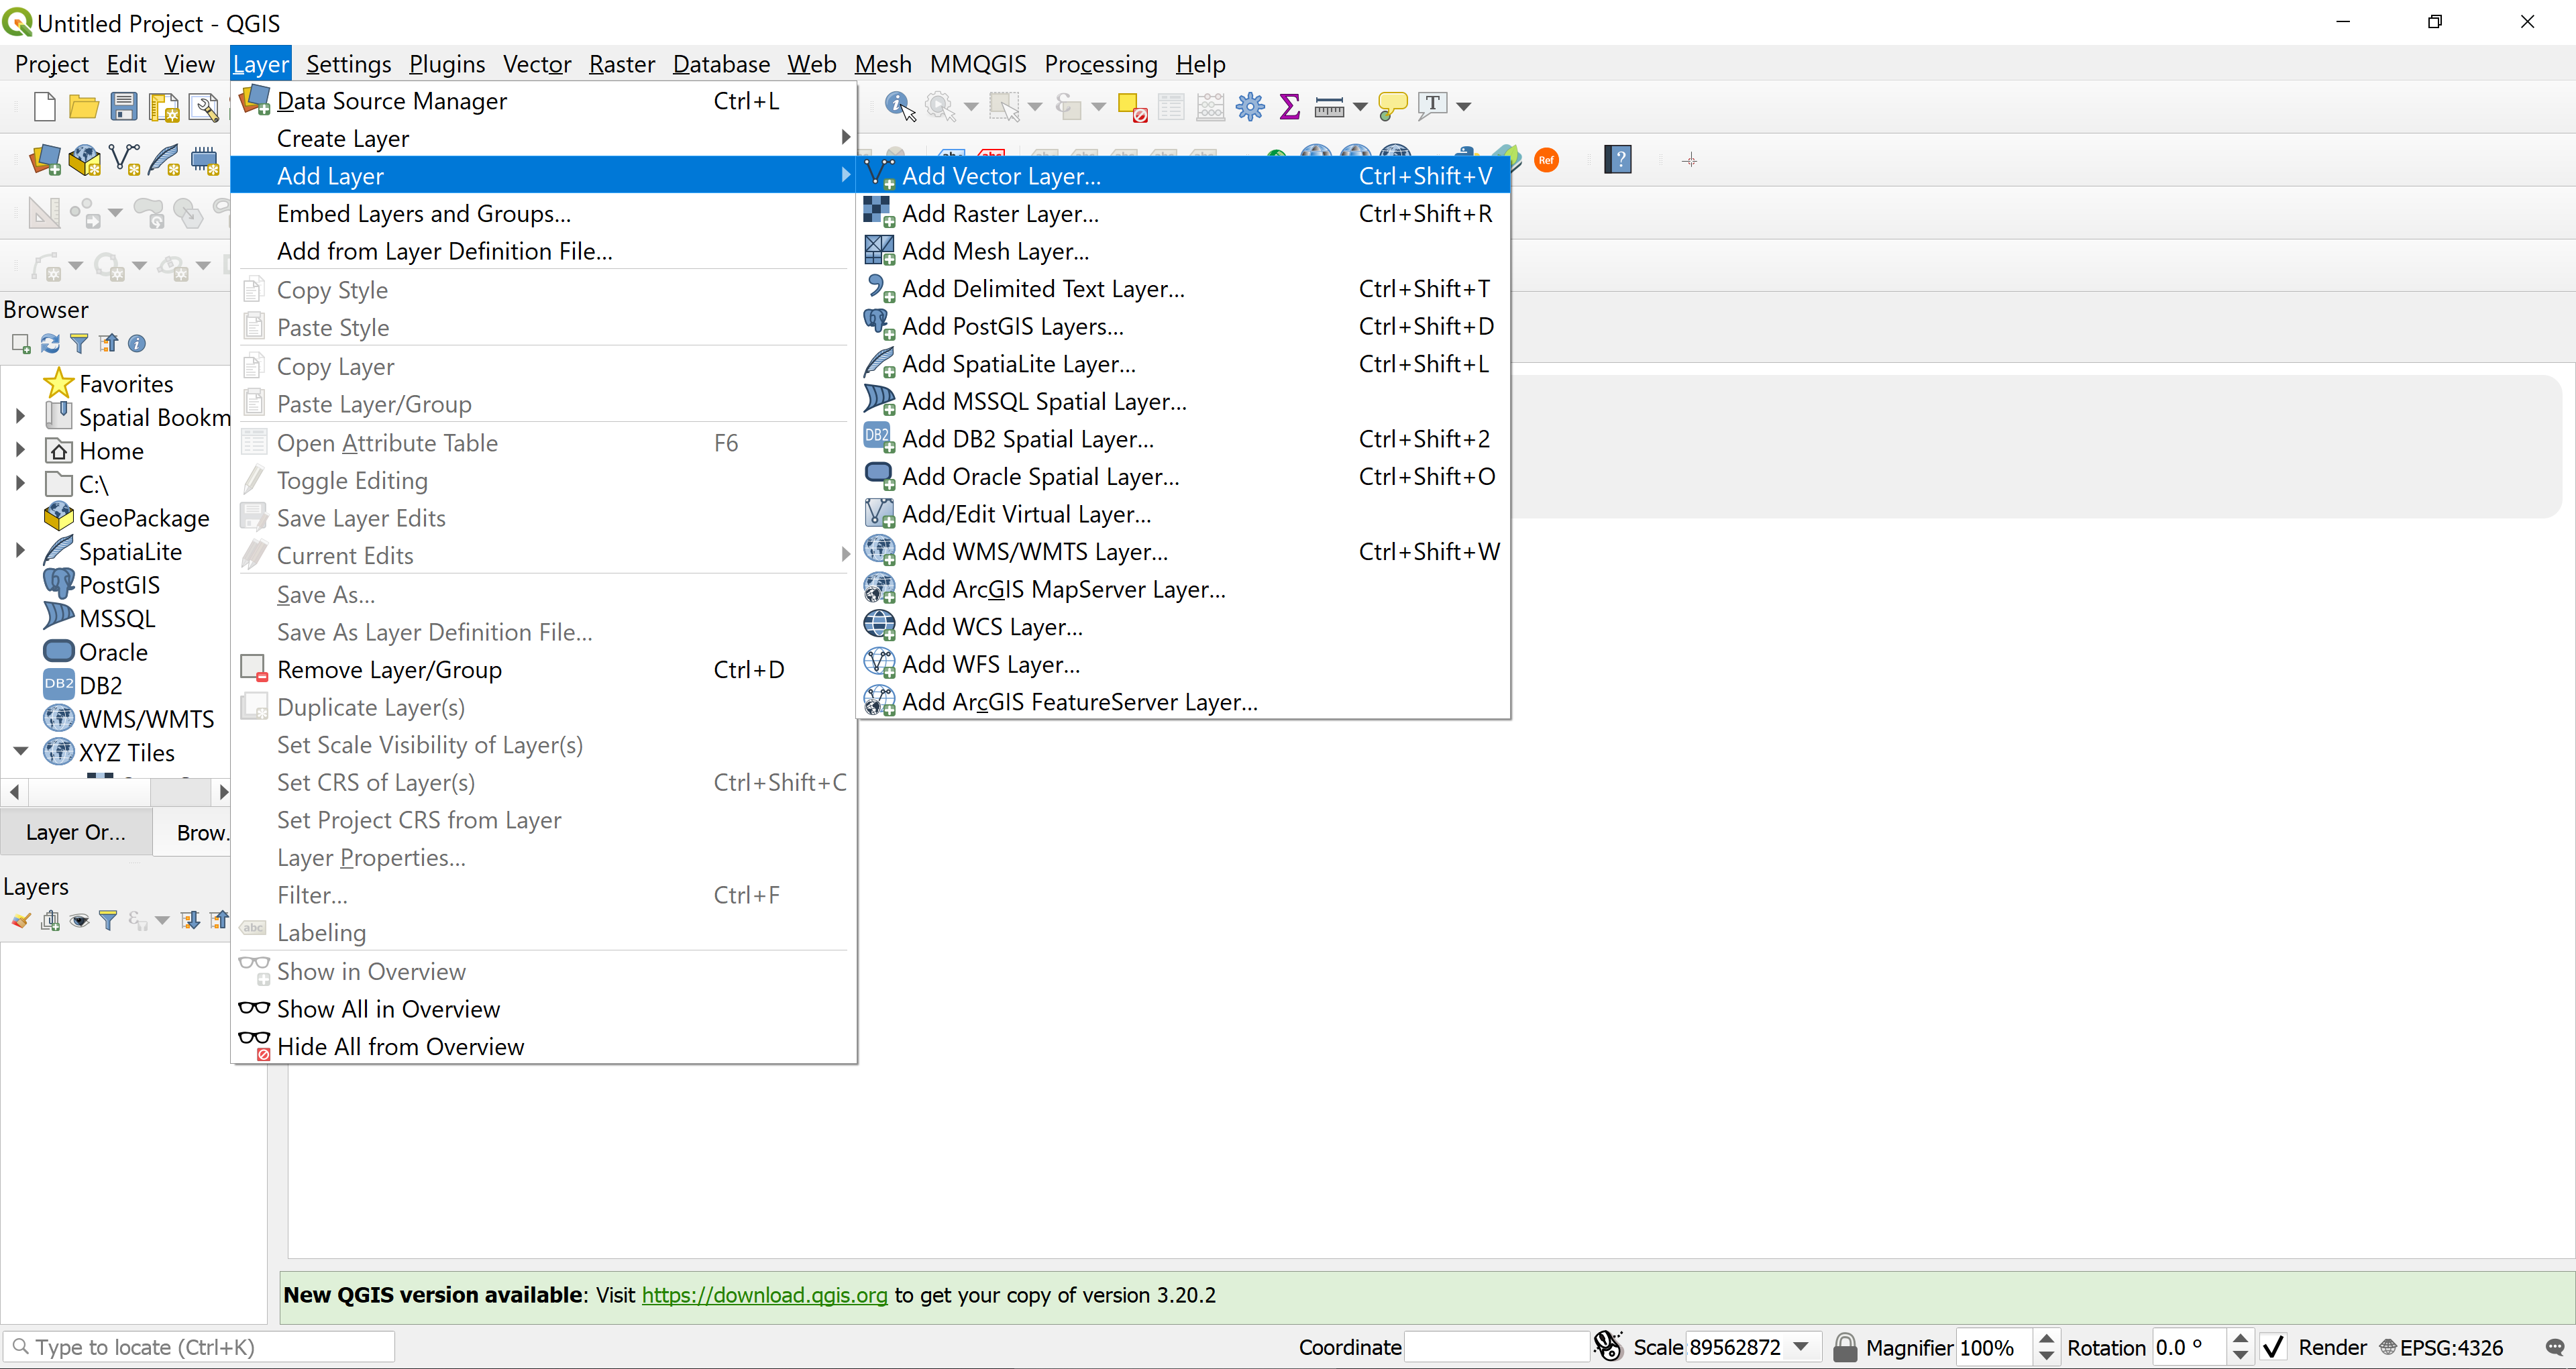 Untitled Project - QGIS
Project Edit View Layer Settings Plugins Vector Raster Database Web Mesh MMQGIS Processing Help
Data Source Manager Ctrl+L
Create Layer
Add Layer
Embed Layers and Groups...
Add from Layer Definition File...
Copy Style
Paste Style
Copy Layer
Paste Layer/Group
Open Attribute Table F6
Toggle Editing
Save Layer Edits
Current Edits
Save As...
Save As Layer Definition File...
Remove Layer/Group Ctrl+D
Duplicate Layer(s)
Set Scale Visibility of Layer(s)
Set CRS of Layer(s) Ctrl+Shift+C
Set Project CRS from Layer
Layer Properties...
Filter... Ctrl+F
abc Labeling
Show in Overview
Show All in Overview
Hide All from Overview
Add Vector Layer... Ctrl+Shift+V
Add Raster Layer... Ctrl+Shift+R
Add Mesh Layer...
Add Delimited Text Layer... Ctrl+Shift+T
Add PostGIS Layers... Ctrl+Shift+D
Add SpatiaLite Layer... Ctrl+Shift+L
Add MSSQL Spatial Layer...
DB2 Add DB2 Spatial Layer... Ctrl+Shift+2
Add Oracle Spatial Layer... Ctrl+Shift+O
Add/Edit Virtual Layer...
Add WMS/WMTS Layer... Ctrl+Shift+W
Add ArcGIS MapServer Layer...
Add WCS Layer...
Add WFS Layer...
Add ArcGIS FeatureServer Layer...
Ref
Browser
Favorites
Spatial Bookm
Home
C:\
GeoPackage
SpatiaLite
PostGIS
MSSQL
Oracle
DB2 DB2
WMS/WMTS
XYZ Tiles
Layer Or... Brow.
Layers
New QGIS version available: Visit https://download.qgis.org to get your copy of version 3.20.2
Type to locate (Ctrl+K) Coordinate Scale 89562872 Magnifier 100% Rotation 0.0 ° Render EPSG:4326